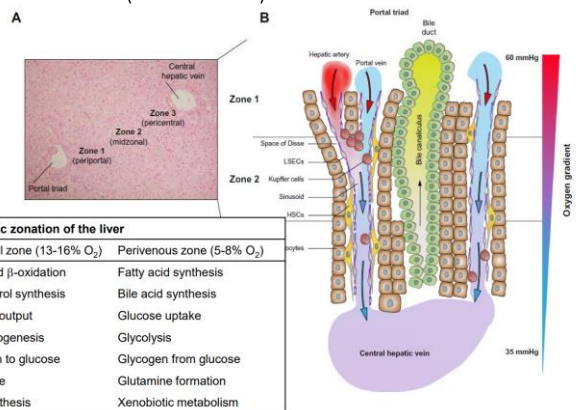 A
Central
hepatic vein
Zone 3
(pericentral)
Zone 2
(midzonal)
Zone 1
(periportal)
Portal triad
B
Portal triad
Bile
duct
Hepatic artery
Portal vein
60 mmHg
Zone 1
Space of Disse
LSECs
Zone 2
Kupffer cells
Sinusoid
HSCs
ocytes
Bile canaliculus
Oxygen gradient
Central hepatic vein
35 mmHg
ic zonation of the liver
l zone (13-16% O₂) Perivenous zone (5-8% O₂)
d β-oxidation Fatty acid synthesis
rol synthesis Bile acid synthesis
output Glucose uptake
ogenesis Glycolysis
n to glucose Glycogen from glucose
e Glutamine formation
thesis Xenobiotic metabolism